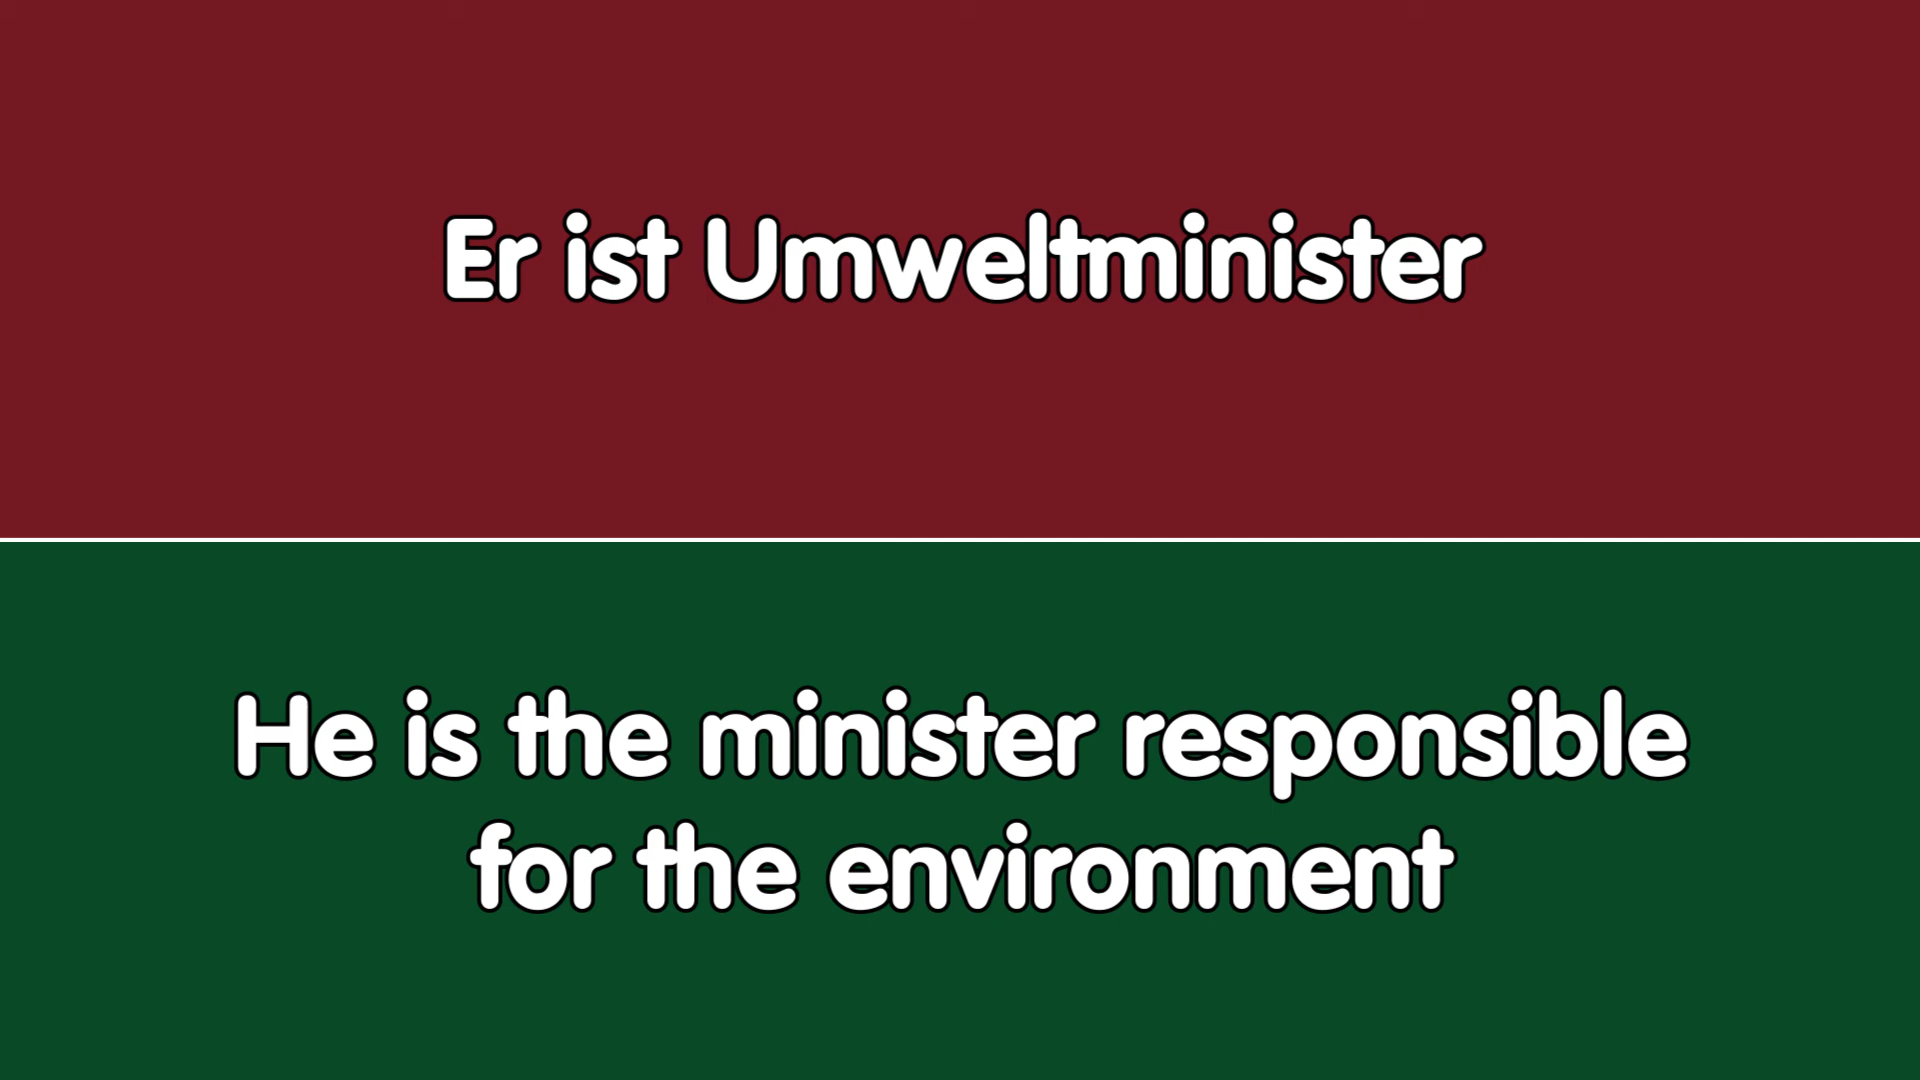 Er ist Umweltminister
He is the minister responsible
for the environment